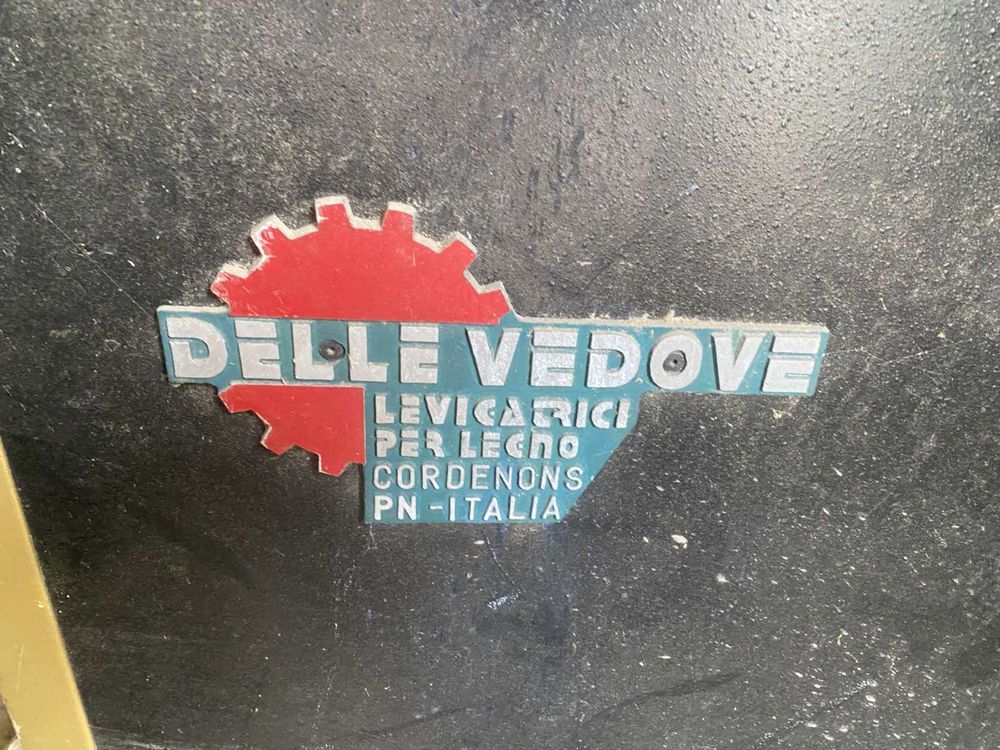 DELLE VEDOVE
LEVIGATRICI
PER LEGNO
CORDENONS
PN-ITALIA